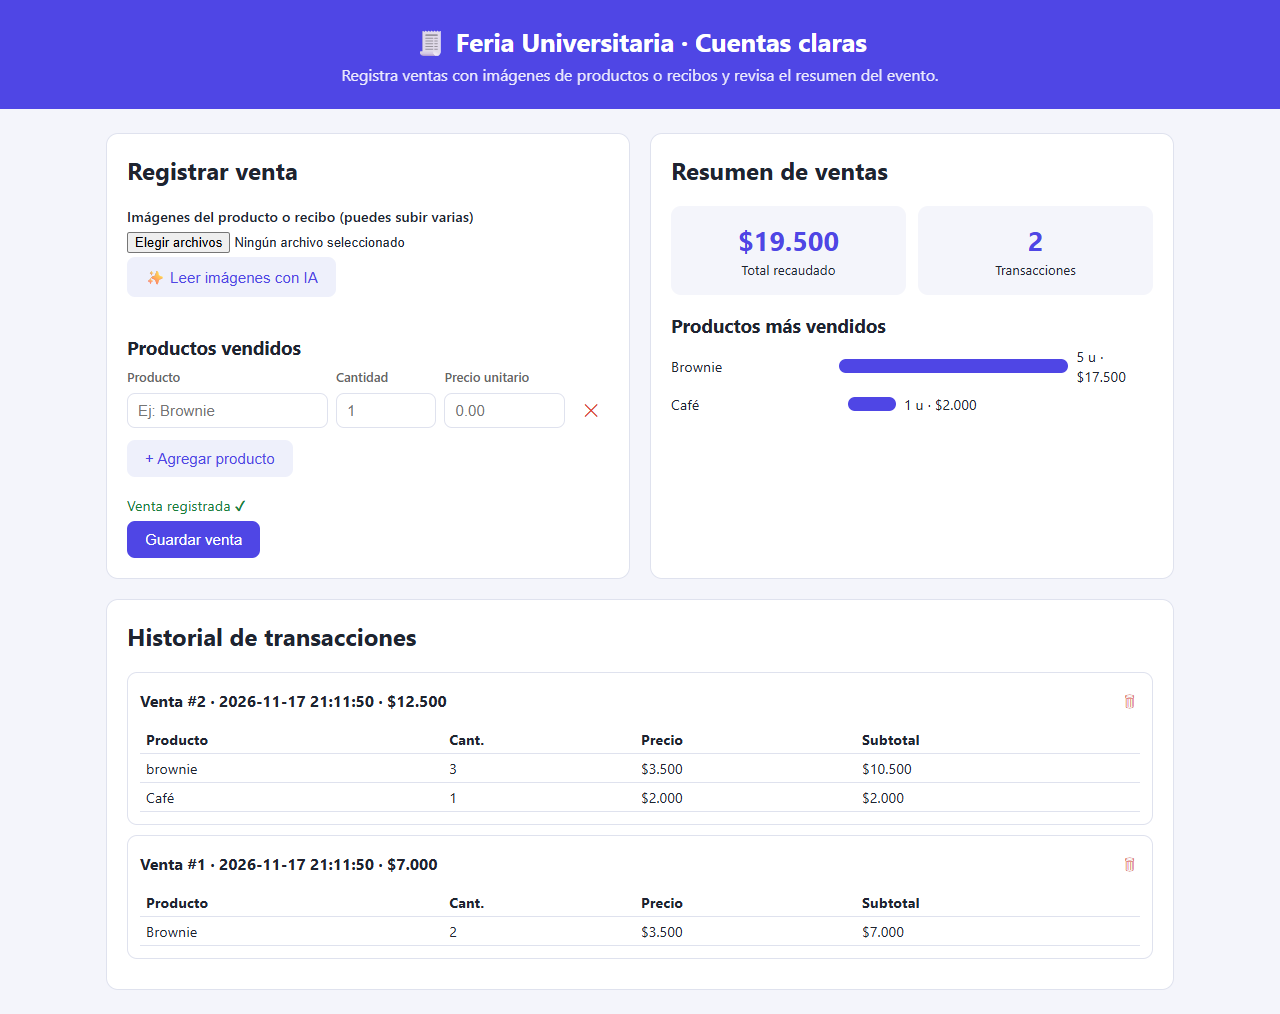 Feria Universitaria · Cuentas claras
Registra ventas con imágenes de productos o recibos y revisa el resumen del evento.
Registrar venta
Imágenes del producto o recibo (puedes subir varias)
Elegir archivos Ningún archivo seleccionado
✨ Leer imágenes con IA
Productos vendidos
Producto Cantidad Precio unitario
Ej: Brownie 1 0.00
+ Agregar producto
Venta registrada ✓
Guardar venta
Resumen de ventas
$19.500 2
Total recaudado Transacciones
Productos más vendidos
Brownie 5 u ·
$17.500
Café 1 u · $2.000
Historial de transacciones
Venta #2 · 2026-11-17 21:11:50 · $12.500
Producto Cant. Precio Subtotal
brownie 3 $3.500 $10.500
Café 1 $2.000 $2.000
Venta #1 · 2026-11-17 21:11:50 · $7.000
Producto Cant. Precio Subtotal
Brownie 2 $3.500 $7.000